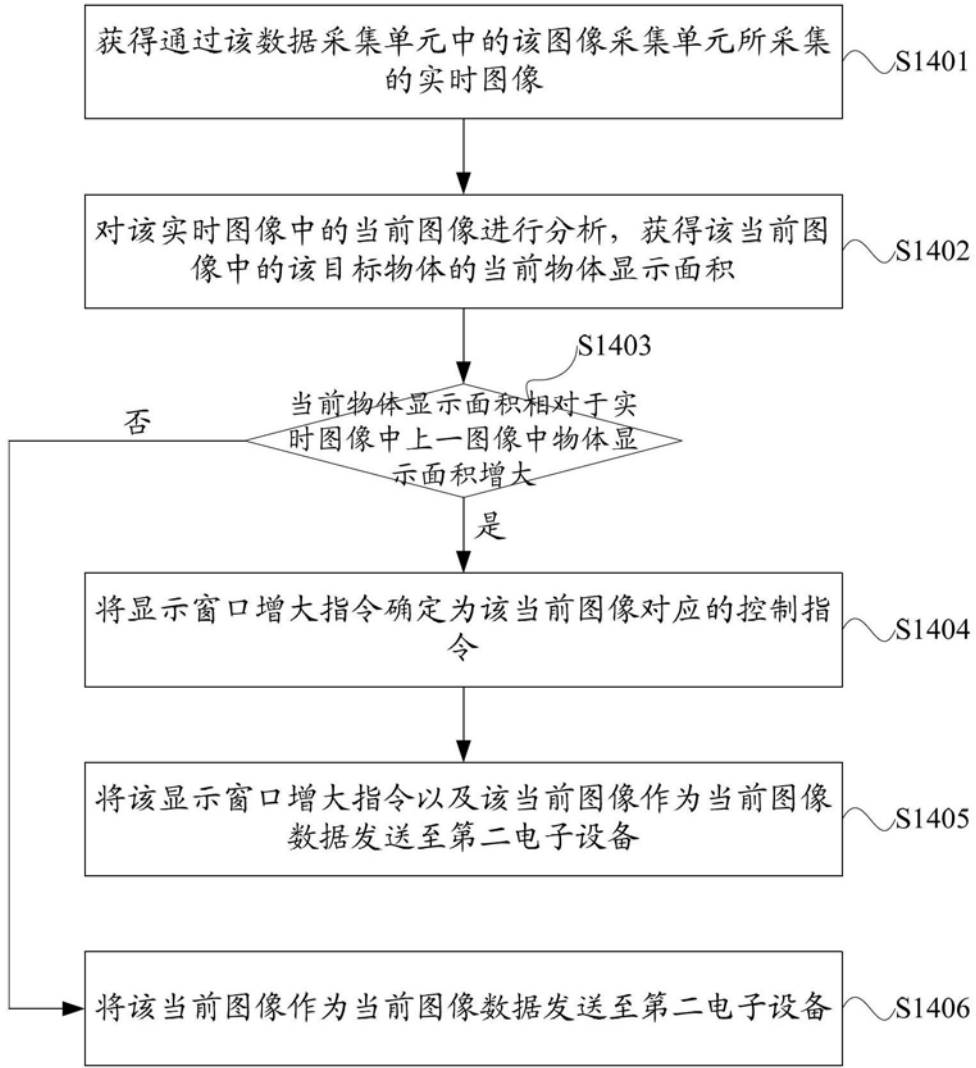 获得通过该数据采集单元中的该图像采集单元所采集
的实时图像
S1401
对该实时图像中的当前图像进行分析，获得该当前图
像中的该目标物体的当前物体显示面积
S1402
S1403
当前物体显示面积相对于实
时图像中上一图像中物体显
示面积增大
否
是
将显示窗口增大指令确定为该当前图像对应的控制指
令
S1404
将该显示窗口增大指令以及该当前图像作为当前图像
数据发送至第二电子设备
S1405
将该当前图像作为当前图像数据发送至第二电子设备
S1406